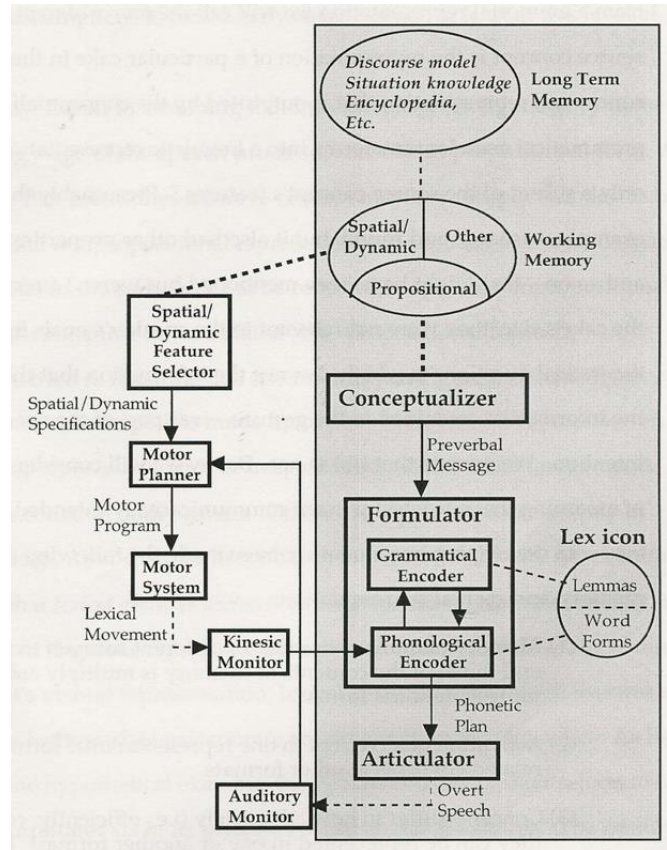 Discourse model
Situation knowledge
Encyclopedia,
Etc.
Long Term
Memory
Spatial/
Dynamic
Other
Propositional
Working
Memory
Spatial/
Dynamic
Feature
Selector
Conceptualizer
Spatial/Dynamic
Specifications
Preverbal
Message
Motor
Planner
Motor
Program
Formulator
Grammatical
Encoder
Lex icon
Lemmas
Word
Forms
Motor
System
Lexical
Movement
Kinesic
Monitor
Phonological
Encoder
Phonetic
Plan
Articulator
Auditory
Monitor
Overt
Speech